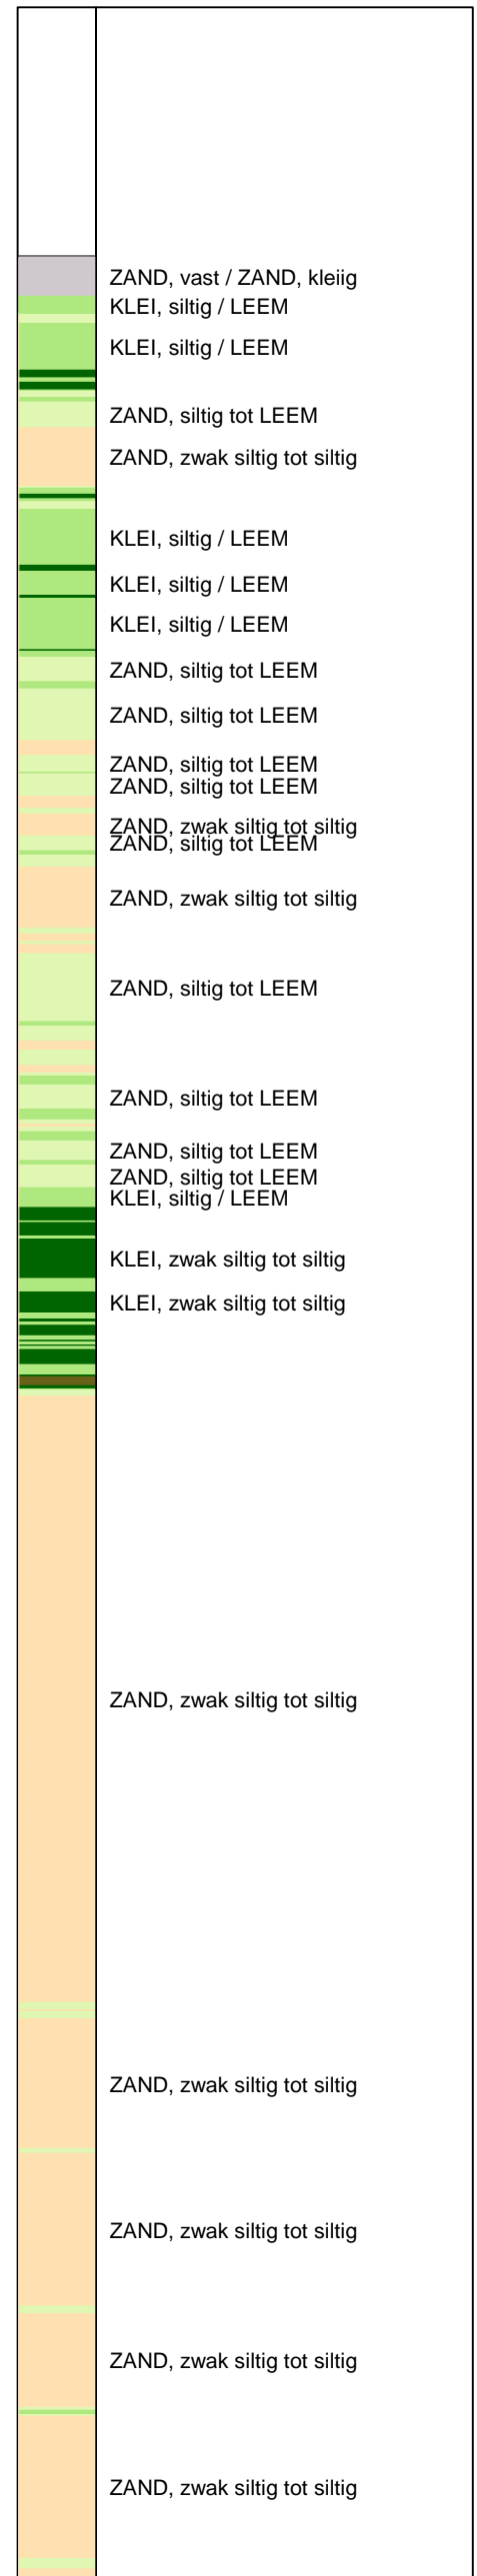 ZAND, vast / ZAND, kleiig
KLEI, siltig / LEEM
KLEI, siltig / LEEM
ZAND, siltig tot LEEM
ZAND, zwak siltig tot siltig
KLEI, siltig / LEEM
KLEI, siltig / LEEM
KLEI, siltig / LEEM
ZAND, siltig tot LEEM
ZAND, siltig tot LEEM
ZAND, siltig tot LEEM
ZAND, siltig tot LEEM
ZAND, zwak siltig tot siltig
ZAND, siltig tot LEEM
ZAND, zwak siltig tot siltig
ZAND, siltig tot LEEM
ZAND, siltig tot LEEM
ZAND, siltig tot LEEM
ZAND, siltig tot LEEM
KLEI, siltig / LEEM
KLEI, zwak siltig tot siltig
KLEI, zwak siltig tot siltig
ZAND, zwak siltig tot siltig
ZAND, zwak siltig tot siltig
ZAND, zwak siltig tot siltig
ZAND, zwak siltig tot siltig
ZAND, zwak siltig tot siltig